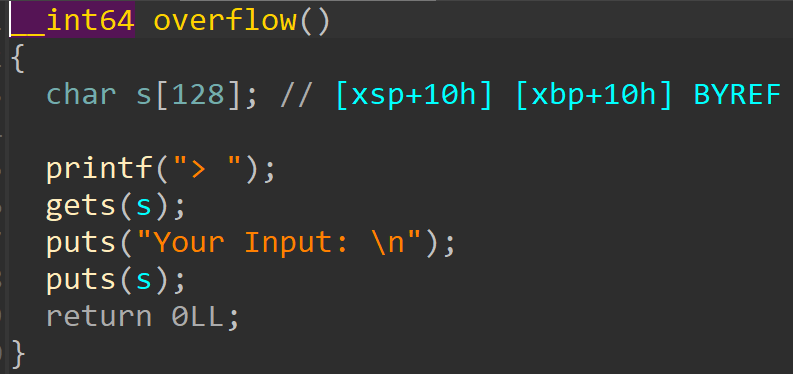 __int64 overflow()
{
  char s[128]; // [xsp+10h] [xbp+10h] BYREF

  printf("> ");
  gets(s);
  puts("Your Input: \n");
  puts(s);
  return 0LL;
}